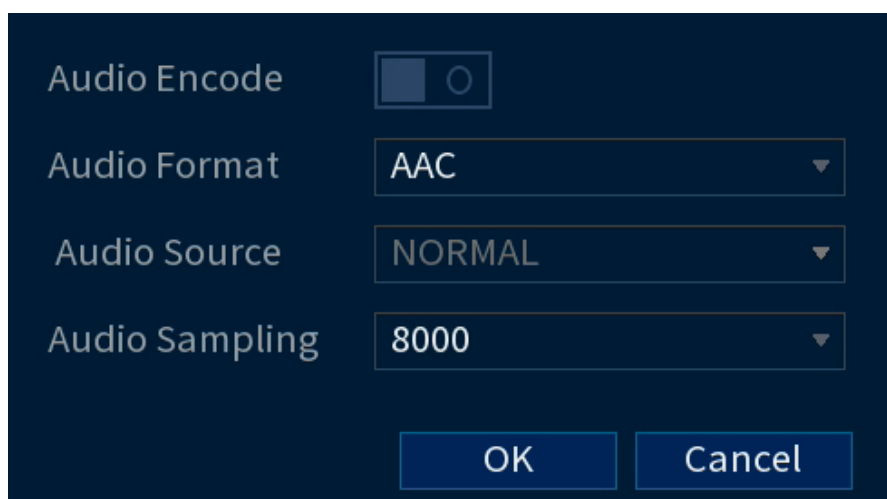 Audio Encode
Audio Format AAC
Audio Source NORMAL
Audio Sampling 8000
OK Cancel